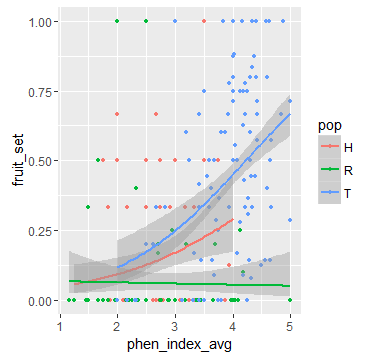 1.00
0.75
0.50
0.25
0.00
fruit_set
1
2
3
4
5
phen_index_avg
pop
H
R
T